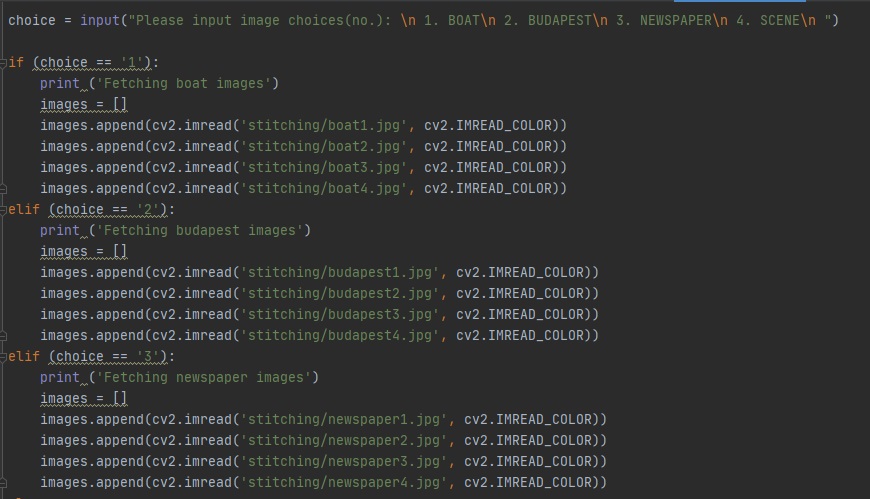 choice = input("Please input image choices(no.): \n 1. BOAT\n 2. BUDAPEST\n 3. NEWSPAPER\n 4. SCENE\n ")
if (choice == '1'):
    print ('Fetching boat images')
    images = []
    images.append(cv2.imread('stitching/boat1.jpg', cv2.IMREAD_COLOR))
    images.append(cv2.imread('stitching/boat2.jpg', cv2.IMREAD_COLOR))
    images.append(cv2.imread('stitching/boat3.jpg', cv2.IMREAD_COLOR))
    images.append(cv2.imread('stitching/boat4.jpg', cv2.IMREAD_COLOR))
elif (choice == '2'):
    print ('Fetching budapest images')
    images = []
    images.append(cv2.imread('stitching/budapest1.jpg', cv2.IMREAD_COLOR))
    images.append(cv2.imread('stitching/budapest2.jpg', cv2.IMREAD_COLOR))
    images.append(cv2.imread('stitching/budapest3.jpg', cv2.IMREAD_COLOR))
    images.append(cv2.imread('stitching/budapest4.jpg', cv2.IMREAD_COLOR))
elif (choice == '3'):
    print ('Fetching newspaper images')
    images = []
    images.append(cv2.imread('stitching/newspaper1.jpg', cv2.IMREAD_COLOR))
    images.append(cv2.imread('stitching/newspaper2.jpg', cv2.IMREAD_COLOR))
    images.append(cv2.imread('stitching/newspaper3.jpg', cv2.IMREAD_COLOR))
    images.append(cv2.imread('stitching/newspaper4.jpg', cv2.IMREAD_COLOR))